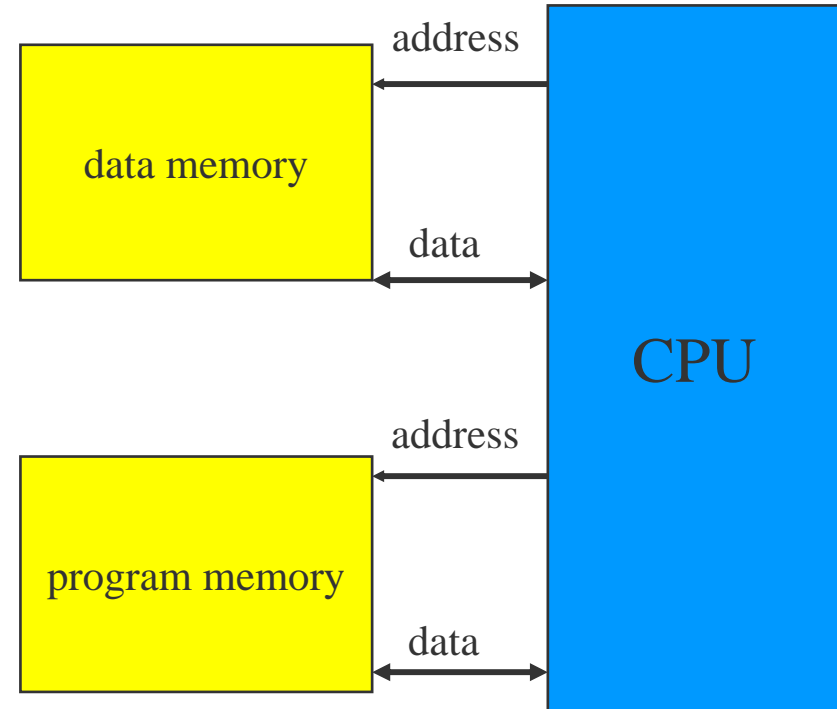 address
data memory
data
CPU
address
program memory
data